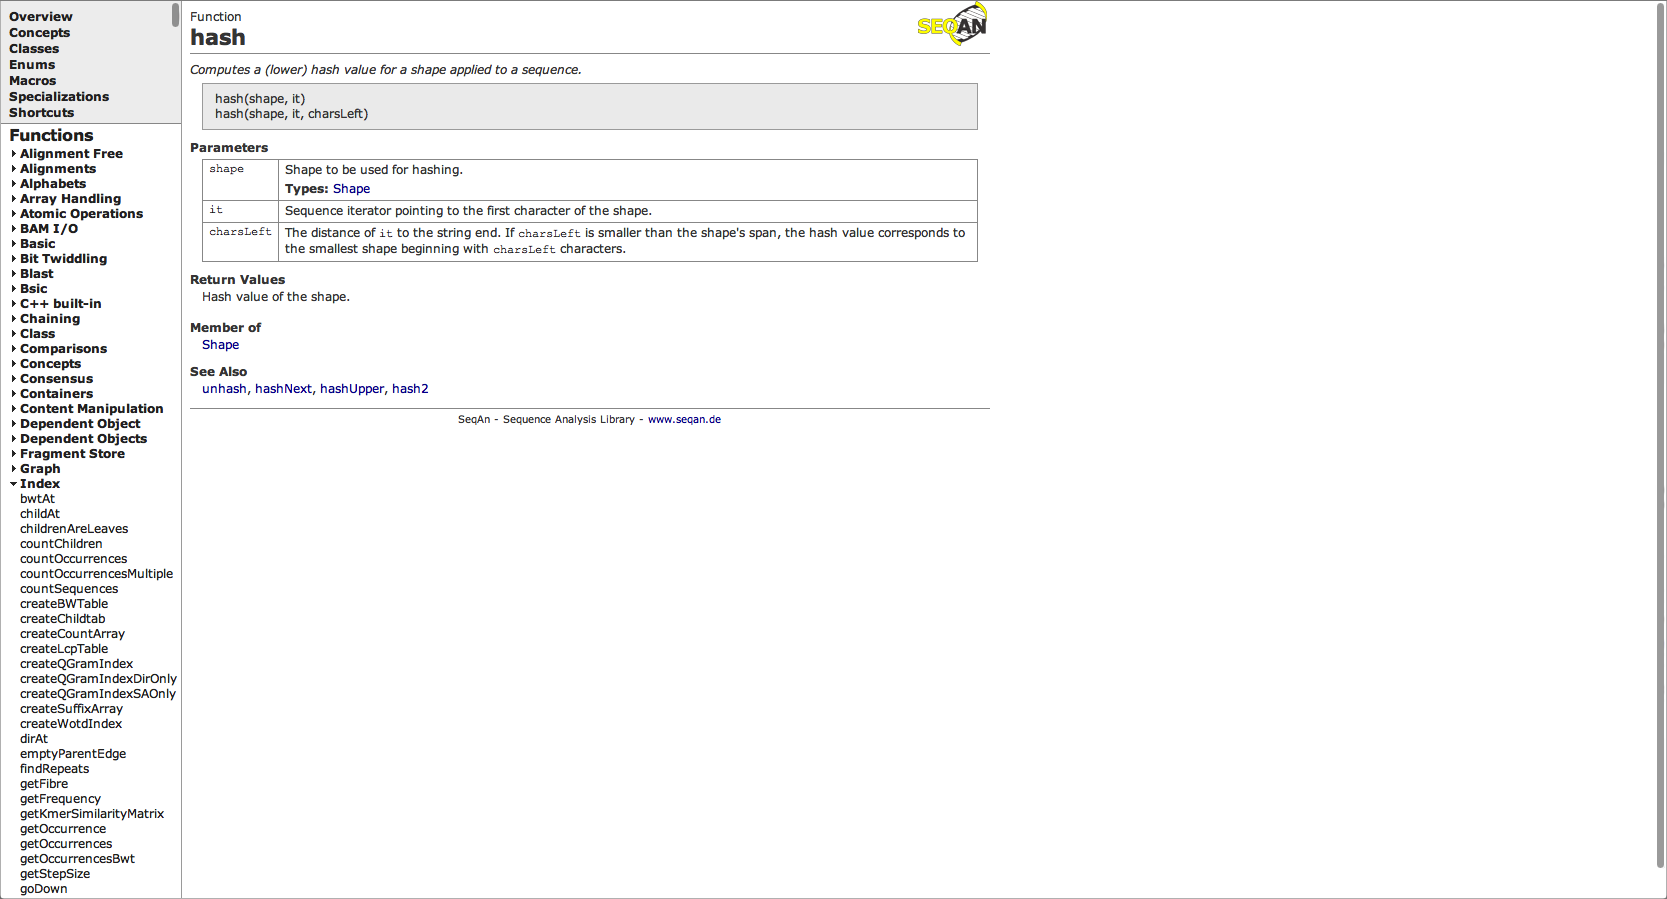 Overview
Concepts
Classes
Enums
Macros
Specializations
Shortcuts
Functions
Alignment Free
Alignments
Alphabets
Array Handling
Atomic Operations
BAM I/O
Basic
Bit Twiddling
Blast
Bsic
C++ built-in
Chaining
Class
Comparisons
Concepts
Consensus
Containers
Content Manipulation
Dependent Object
Dependent Objects
Fragment Store
Graph
Index
bwtAt
childAt
childrenAreLeaves
countChildren
countOccurrences
countOccurrencesMultiple
countSequences
createBWTable
createChildtab
createCountArray
createLcpTable
createQGramIndex
createQGramIndexDirOnly
createQGramIndexSAOnly
createSuffixArray
createWotdIndex
dirAt
emptyParentEdge
findRepeats
getFibre
getFrequency
getKmerSimilarityMatrix
getOccurrence
getOccurrences
getOccurrencesBwt
getStepSize
goDown
Function
hash
SEQAN
Computes a (lower) hash value for a shape applied to a sequence.
hash(shape, it)
hash(shape, it, charsLeft)
Parameters
shape
Shape to be used for hashing.
Types: Shape
it
Sequence iterator pointing to the first character of the shape.
charsLeft
The distance of it to the string end. If charsLeft is smaller than the shape's span, the hash value corresponds to
the smallest shape beginning with charsLeft characters.
Return Values
Hash value of the shape.
Member of
Shape
See Also
unhash, hashNext, hashUpper, hash2
SeqAn - Sequence Analysis Library - www.seqan.de